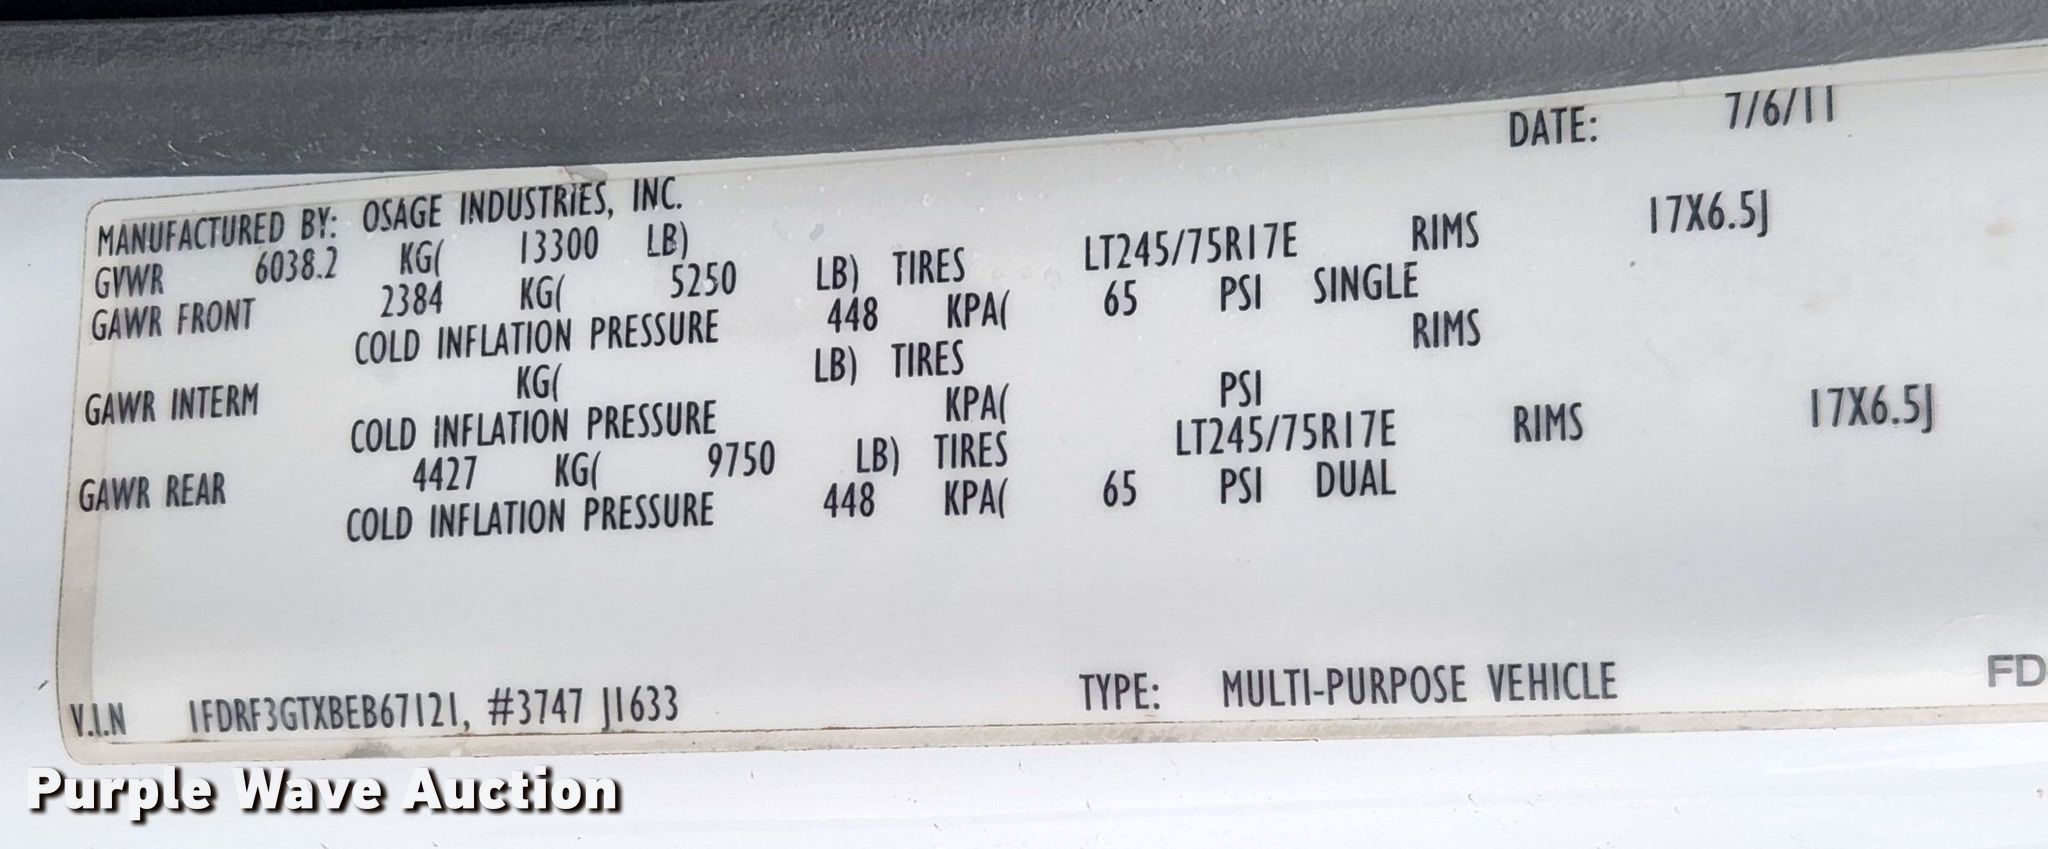 DATE: 7/6/11
MANUFACTURED BY: OSAGE INDUSTRIES, INC.
GVWR 6038.2 KG( 13300 LB)
GAWR FRONT 2384 KG( 5250 LB) TIRES LT245/75R17E RIMS 17X6.5J
COLD INFLATION PRESSURE 448 KPA( 65 PSI SINGLE
GAWR INTERM KG( LB) TIRES RIMS
COLD INFLATION PRESSURE KPA( PSI
GAWR REAR 4427 KG( 9750 LB) TIRES LT245/75R17E RIMS 17X6.5J
COLD INFLATION PRESSURE 448 KPA( 65 PSI DUAL
V.I.N 1FDRF3GTXBEB67121, #3747 J1633 TYPE: MULTI-PURPOSE VEHICLE
FD
Purple Wave Auction